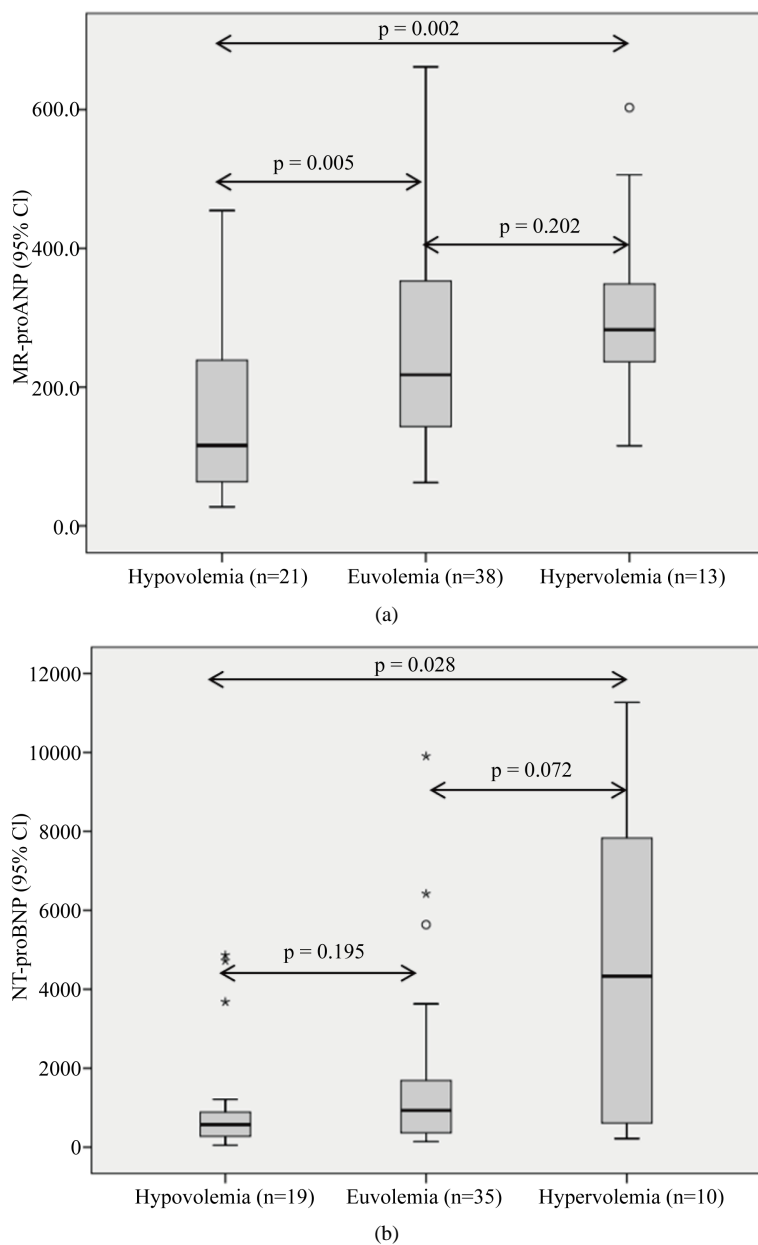 p = 0.002
600.0
p = 0.005
p = 0.202
400.0
MR-proANP (95% Cl)
200.0
0.0
Hypovolemia (n=21) Euvolemia (n=38) Hypervolemia (n=13)
(a)
p = 0.028
12000
10000
p = 0.072
8000
NT-proBNP (95% Cl)
6000
p = 0.195
4000
2000
0
Hypovolemia (n=19) Euvolemia (n=35) Hypervolemia (n=10)
(b)